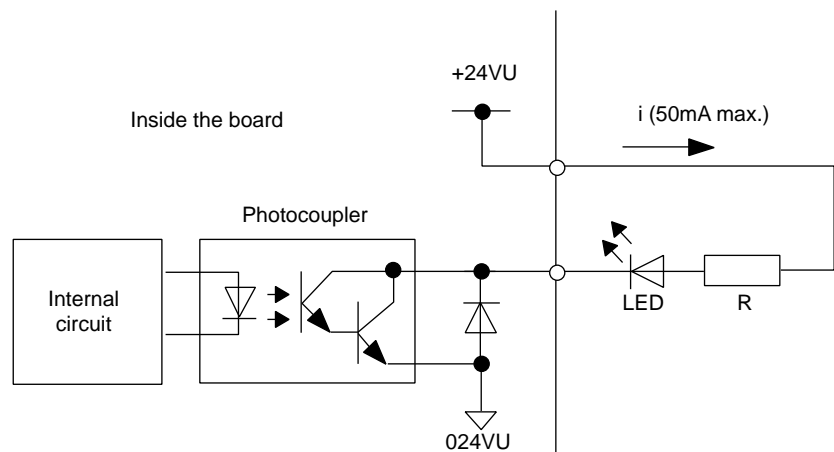 +24VU
i (50mA max.)
Inside the board
Photocoupler
Internal
circuit
LED
R
024VU